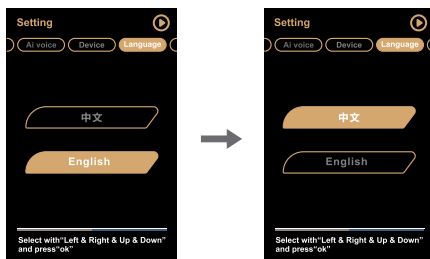 Setting
Ai voice Device Language
中文
English
Select with“Left & Right & Up & Down”
and press“ok”
Setting
Ai voice Device Language
中文
English
Select with“Left & Right & Up & Down”
and press“ok”